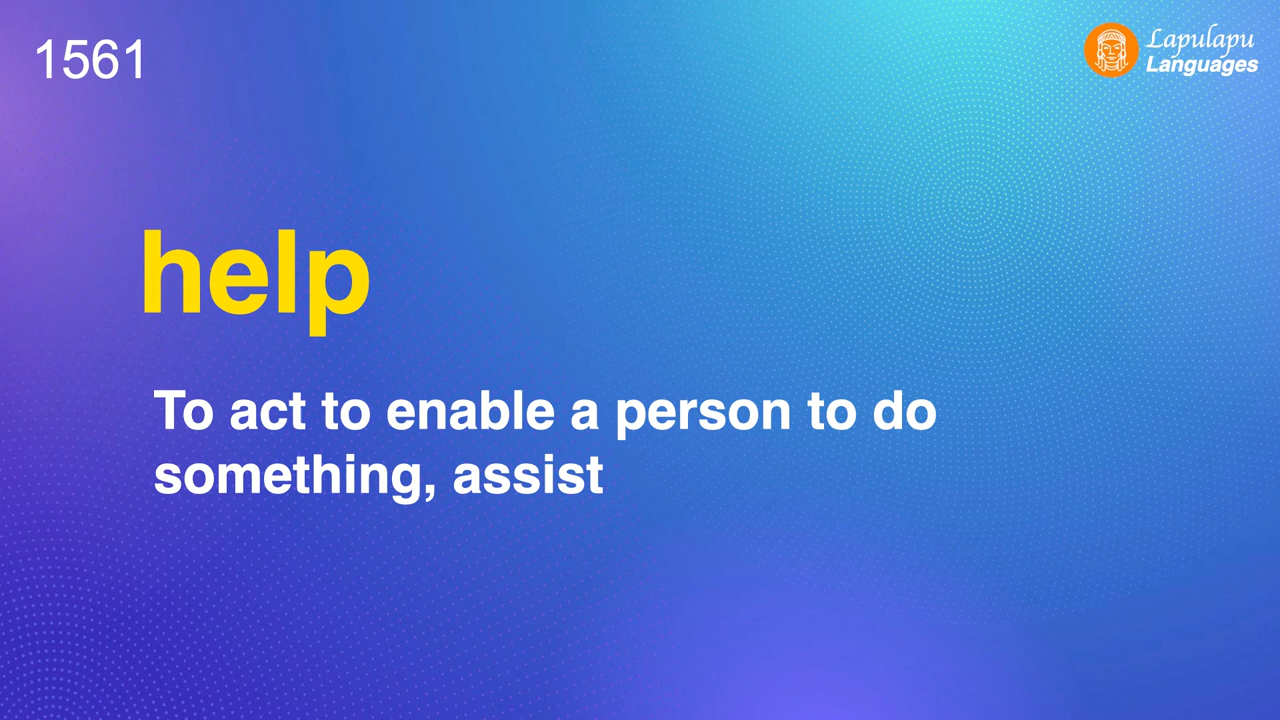 1561
Lapulapu
Languages
help
To act to enable a person to do
something, assist